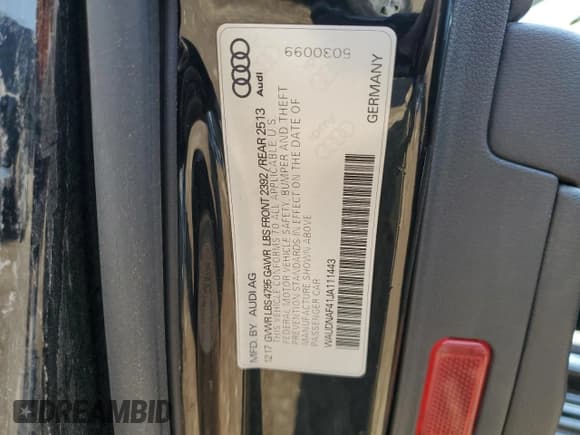 Audi
5030099
MFD. BY. AUDI AG
12 17 GVWR LBS 4795 GAWR LBS FRONT 2392 / REAR 2513
THIS VEHICLE CONFORMS TO ALL APPLICABLE U.S.
FEDERAL MOTOR VEHICLE SAFETY, BUMPER AND THEFT
PREVENTION STANDARDS IN EFFECT ON THE DATE OF
MANUFACTURE SHOWN ABOVE
PASSENGER CAR
WAUDNAF41JA111443
GERMANY
DREAMBID